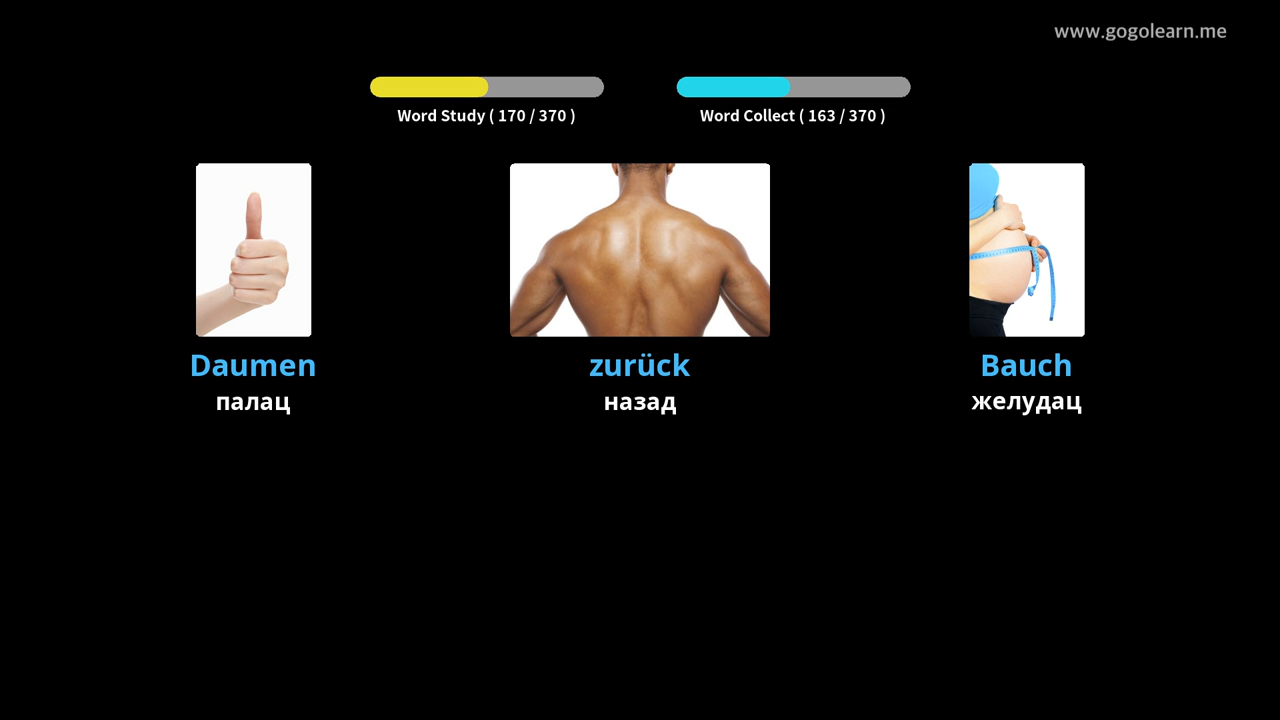 www.gogolearn.me
Word Study ( 170 / 370 )
Word Collect ( 163 / 370 )
Daumen
zurück
Bauch
палац
назад
желудац